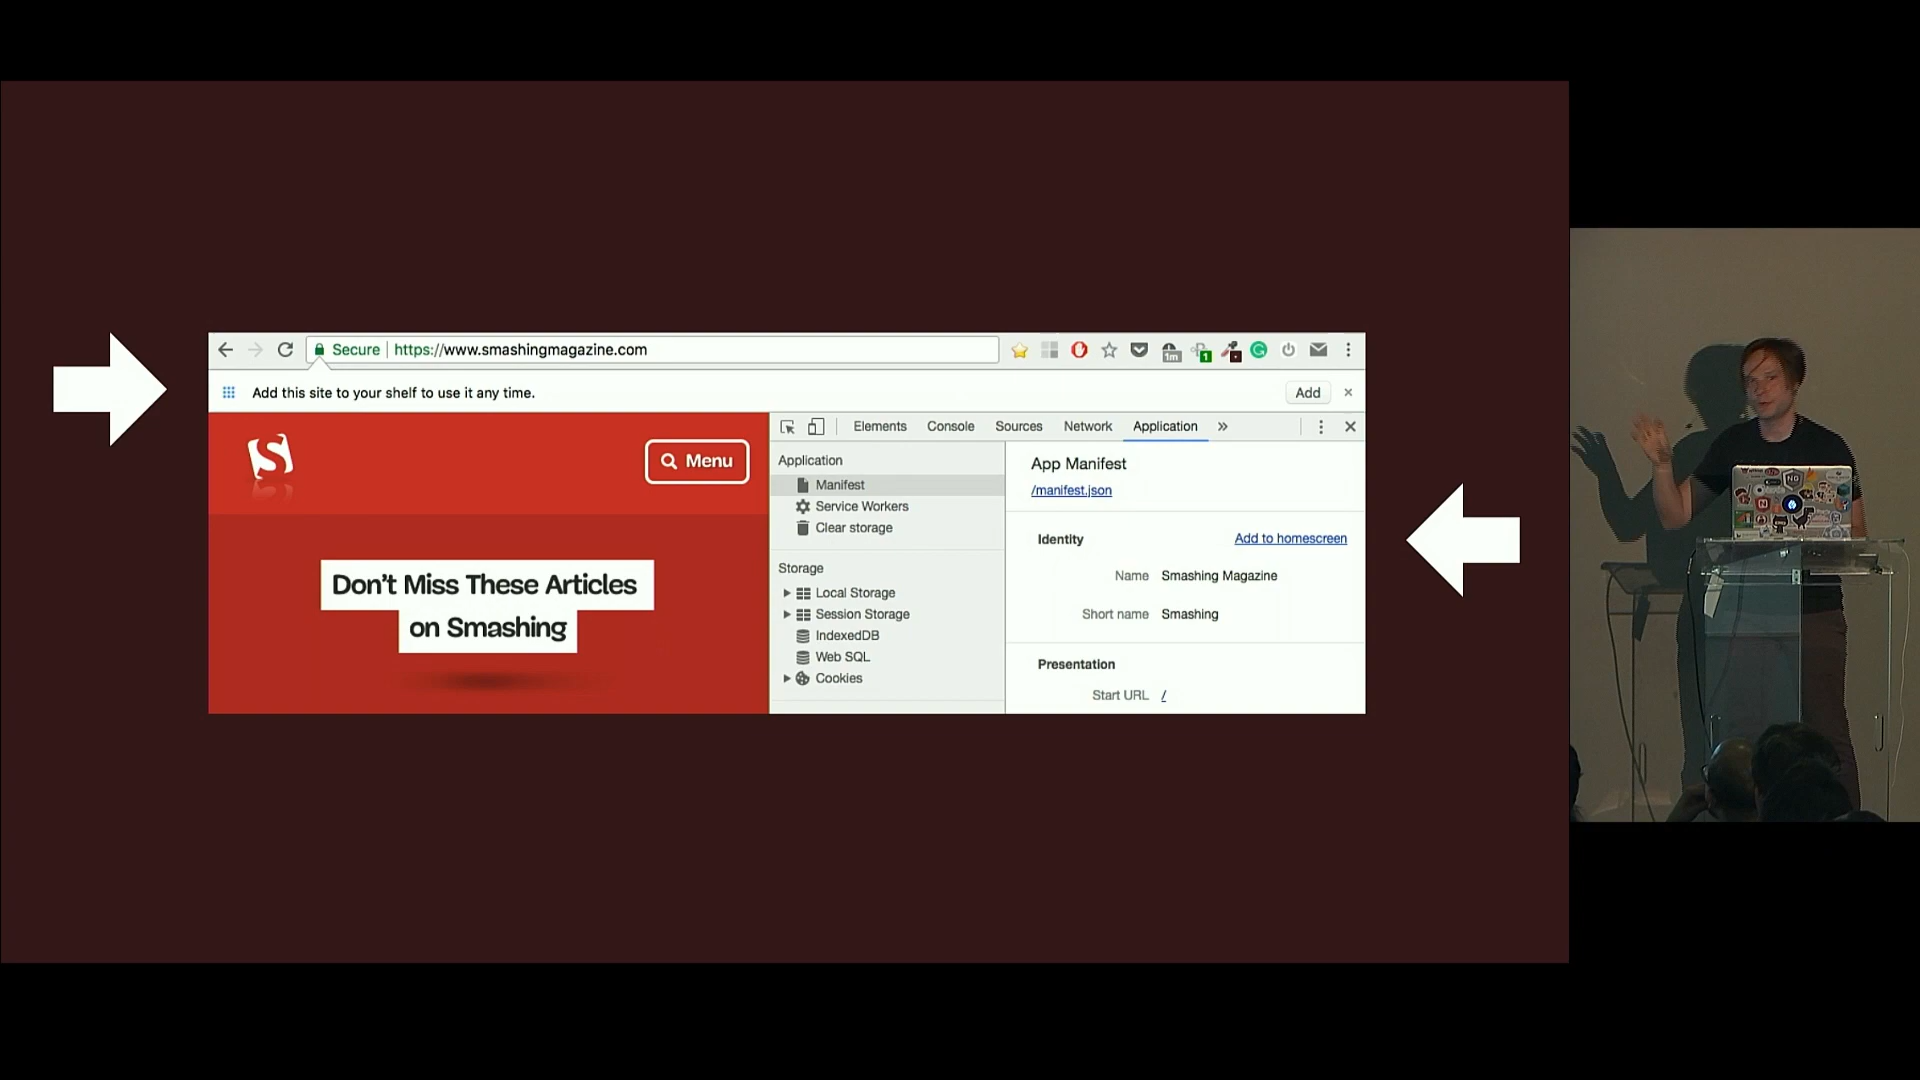 Secure https://www.smashingmagazine.com
1m
1
Add this site to your shelf to use it any time.
Add
S
Menu
Don't Miss These Articles
on Smashing
Elements Console Sources Network Application »
Application
Manifest
Service Workers
Clear storage
Storage
Local Storage
Session Storage
IndexedDB
Web SQL
Cookies
App Manifest
/manifest.json
Identity
Add to homescreen
Name Smashing Magazine
Short name Smashing
Presentation
Start URL /